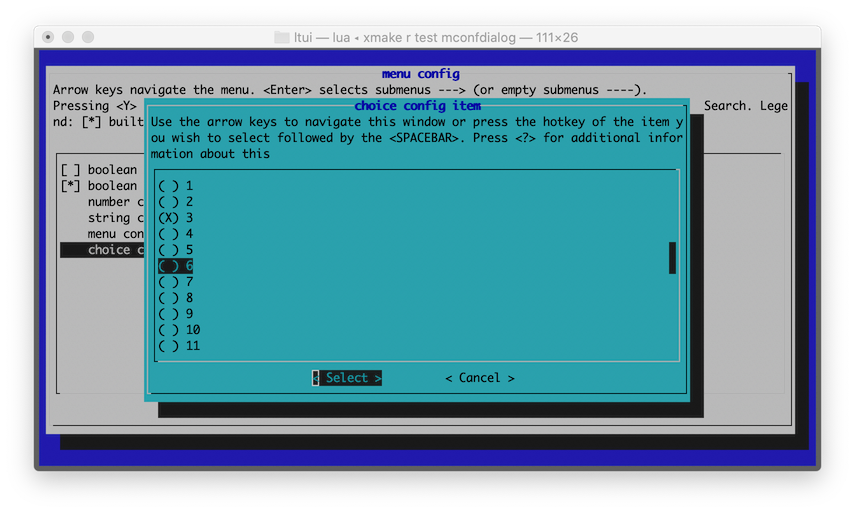 ltui — lua ◂ xmake r test mconfdialog — 111×26
menu config
Arrow keys navigate the menu. <Enter> selects submenus ---> (or empty submenus ----).
Pressing <Y>
Search. Lege
nd: [*] built
choice config item
Use the arrow keys to navigate this window or press the hotkey of the item y
ou wish to select followed by the <SPACEBAR>. Press <?> for additional infor
mation about this
[ ] boolean
[*] boolean
number c
string c
menu con
choice c
( ) 1
( ) 2
(X) 3
( ) 4
( ) 5
( ) 6
( ) 7
( ) 8
( ) 9
( ) 10
( ) 11
< Select >
< Cancel >